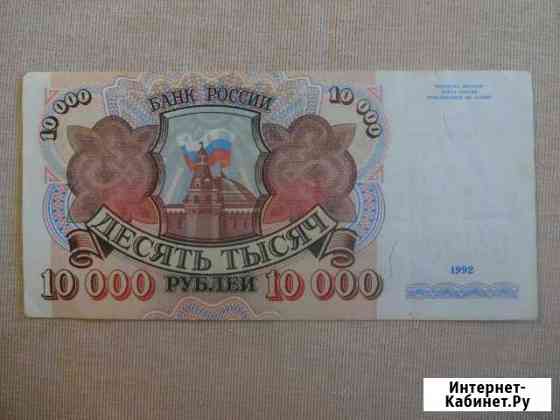 10 000
БАНК РОССИИ
10 000
ДЕСЯТЬ ТЫСЯЧ
10 000 РУБЛЕЙ 10 000
1992
Интернет-
Кабинет.Ру